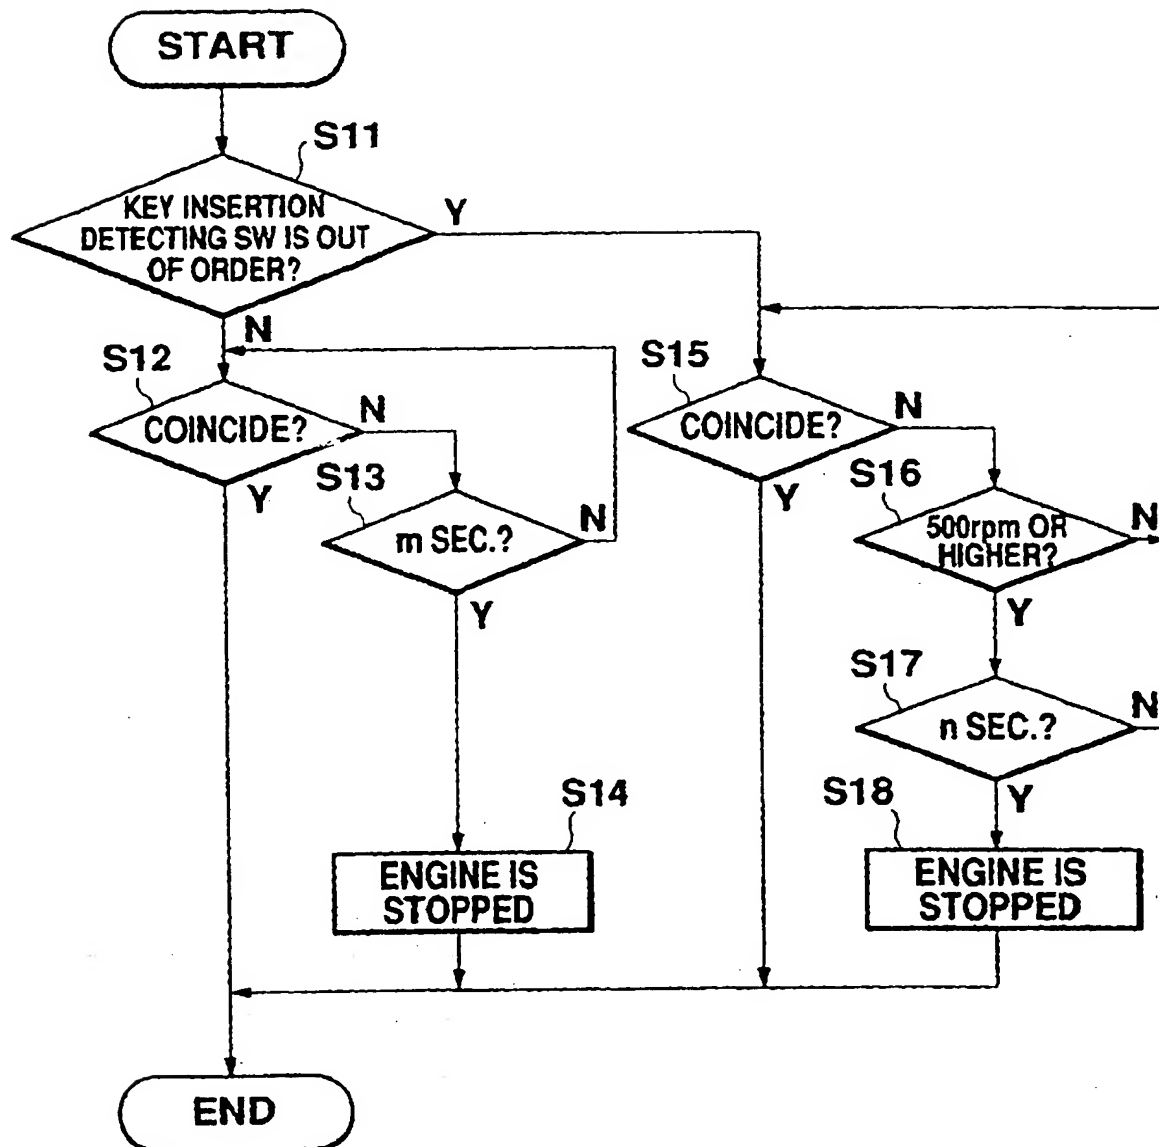 START
S11
KEY INSERTION
DETECTING SW IS OUT
OF ORDER?
Y
N
S12
COINCIDE?
N
Y
S13
m SEC.?
N
Y
S14
ENGINE IS
STOPPED
S15
COINCIDE?
N
Y
S16
500rpm OR
HIGHER?
N
Y
S17
n SEC.?
N
Y
S18
ENGINE IS
STOPPED
END